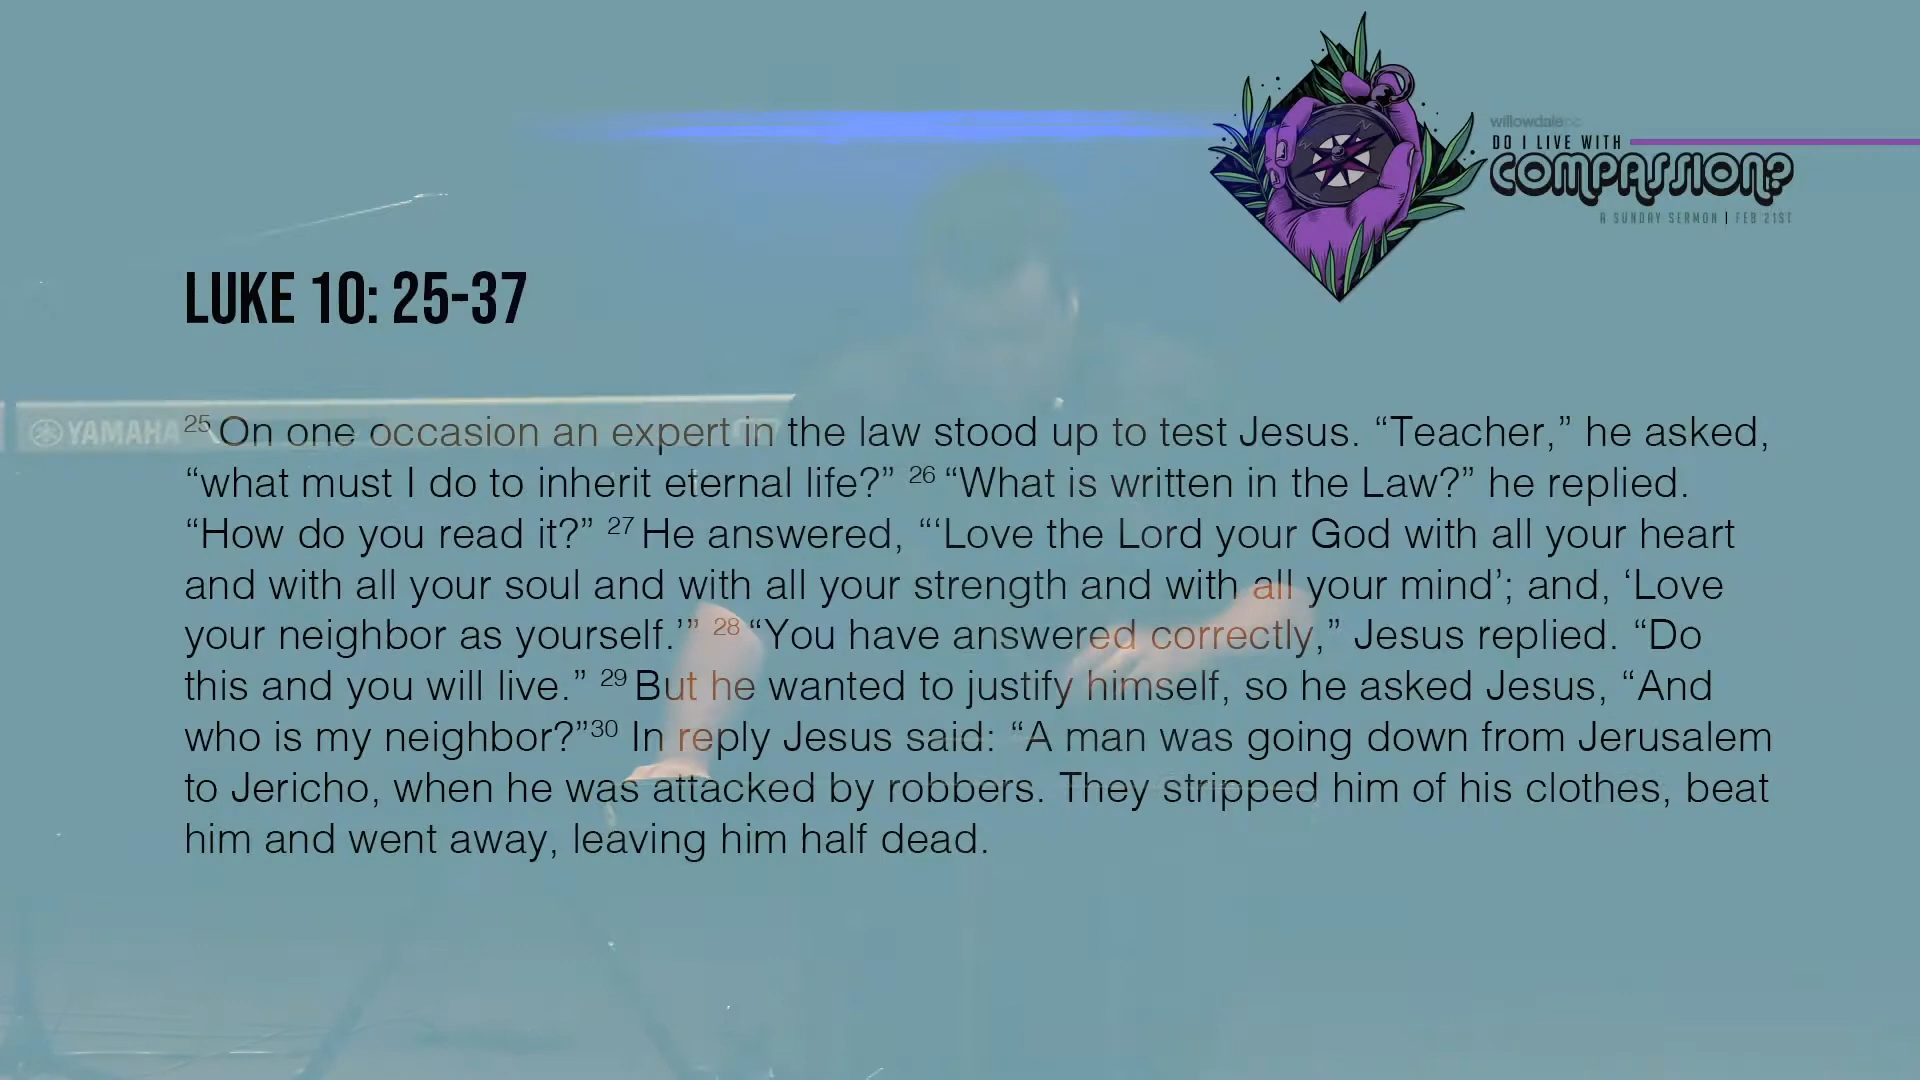 willowdalecc
DO I LIVE WITH
COMPASSION?
A SUNDAY SERMON | FEB 21ST
LUKE 10: 25-37
YAMAHA
25 On one occasion an expert in the law stood up to test Jesus. “Teacher,” he asked,
“what must I do to inherit eternal life?” 26 “What is written in the Law?” he replied.
“How do you read it?” 27 He answered, “‘Love the Lord your God with all your heart
and with all your soul and with all your strength and with all your mind’; and, ‘Love
your neighbor as yourself.’” 28 “You have answered correctly,” Jesus replied. “Do
this and you will live.” 29 But he wanted to justify himself, so he asked Jesus, “And
who is my neighbor?”30 In reply Jesus said: “A man was going down from Jerusalem
to Jericho, when he was attacked by robbers. They stripped him of his clothes, beat
him and went away, leaving him half dead.